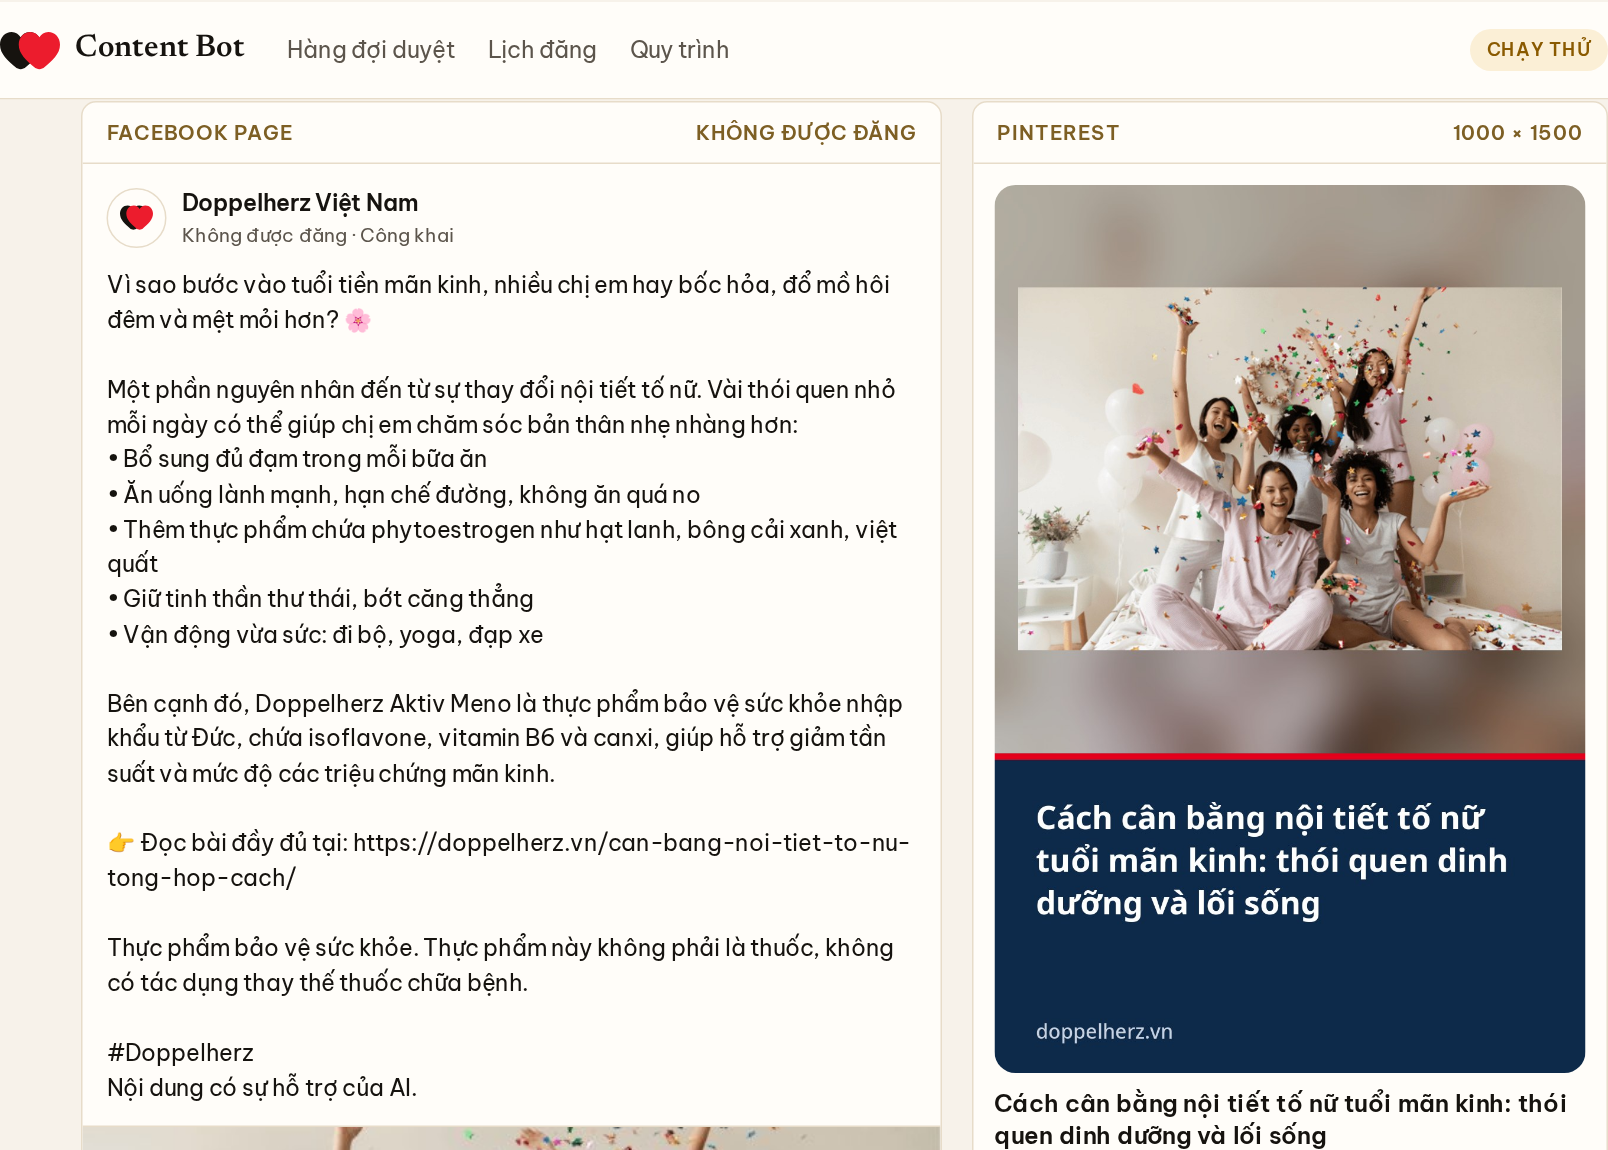 Content Bot
Hàng đợi duyệt
Lịch đăng
Quy trình
CHẠY THỬ
FACEBOOK PAGE
KHÔNG ĐƯỢC ĐĂNG
Doppelherz Việt Nam
Không được đăng · Công khai
Vì sao bước vào tuổi tiền mãn kinh, nhiều chị em hay bốc hỏa, đổ mồ hôi
đêm và mệt mỏi hơn? 🌸
Một phần nguyên nhân đến từ sự thay đổi nội tiết tố nữ. Vài thói quen nhỏ
mỗi ngày có thể giúp chị em chăm sóc bản thân nhẹ nhàng hơn:
• Bổ sung đủ đạm trong mỗi bữa ăn
• Ăn uống lành mạnh, hạn chế đường, không ăn quá no
• Thêm thực phẩm chứa phytoestrogen như hạt lanh, bông cải xanh, việt
quất
• Giữ tinh thần thư thái, bớt căng thẳng
• Vận động vừa sức: đi bộ, yoga, đạp xe
Bên cạnh đó, Doppelherz Aktiv Meno là thực phẩm bảo vệ sức khỏe nhập
khẩu từ Đức, chứa isoflavone, vitamin B6 và canxi, giúp hỗ trợ giảm tần
suất và mức độ các triệu chứng mãn kinh.
👉 Đọc bài đầy đủ tại: https://doppelherz.vn/can-bang-noi-tiet-to-nu-
tong-hop-cach/
Thực phẩm bảo vệ sức khỏe. Thực phẩm này không phải là thuốc, không
có tác dụng thay thế thuốc chữa bệnh.
#Doppelherz
Nội dung có sự hỗ trợ của AI.
PINTEREST
1000 × 1500
Cách cân bằng nội tiết tố nữ
tuổi mãn kinh: thói quen dinh
dưỡng và lối sống
doppelherz.vn
Cách cân bằng nội tiết tố nữ tuổi mãn kinh: thói
quen dinh dưỡng và lối sống